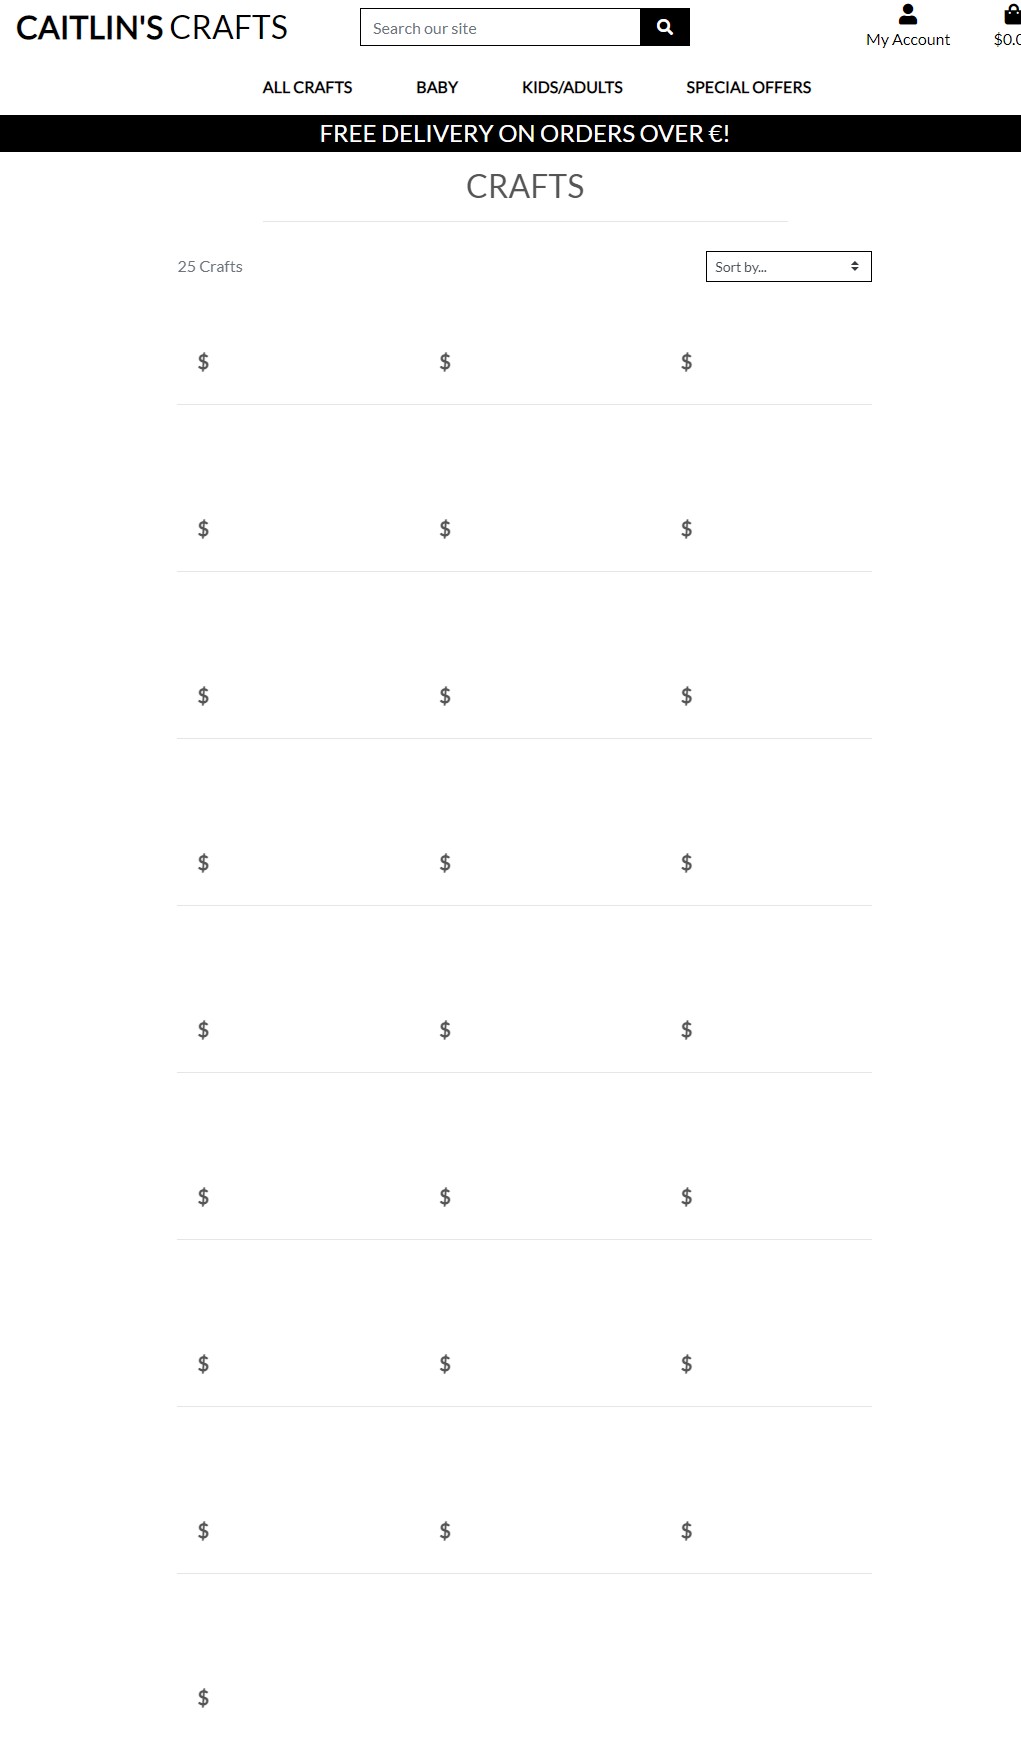 CAITLIN'S CRAFTS
Search our site
My Account
$0.0
ALL CRAFTS BABY KIDS/ADULTS SPECIAL OFFERS
FREE DELIVERY ON ORDERS OVER €!
CRAFTS
25 Crafts
Sort by...
$ $ $
$ $ $
$ $ $
$ $ $
$ $ $
$ $ $
$ $ $
$ $ $
$